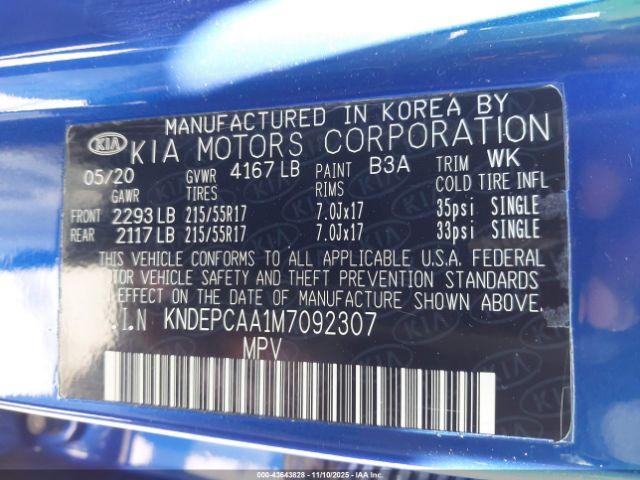 MANUFACTURED IN KOREA BY
KIA KIA MOTORS CORPORATION
05/20 GVWR 4167 LB PAINT B3A TRIM WK
GAWR TIRES RIMS COLD TIRE INFL
FRONT 2293 LB 215/55R17 7.0Jx17 35psi SINGLE
REAR 2117 LB 215/55R17 7.0Jx17 33psi SINGLE
THIS VEHICLE CONFORMS TO ALL APPLICABLE U.S.A. FEDERAL
MOTOR VEHICLE SAFETY AND THEFT PREVENTION STANDARDS
IN EFFECT ON THE DATE OF MANUFACTURE SHOWN ABOVE.
V.I.N KNDEPCAA1M7092307
MPV
000-43643828 - 11/10/2025 - IAA Inc.